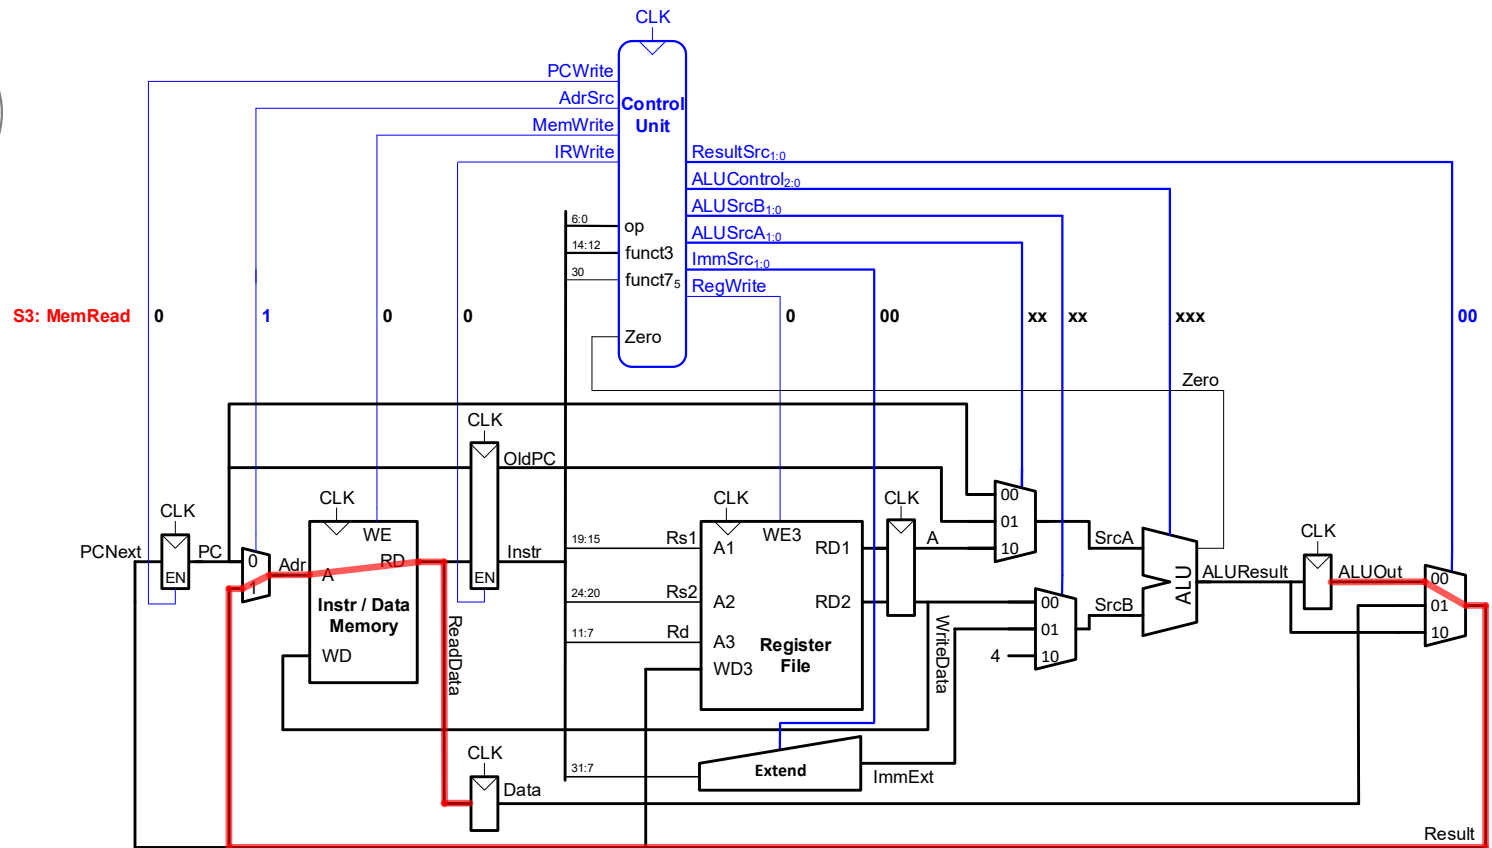 CLK
PCWrite
AdrSrc
MemWrite
IRWrite
Control
Unit
ResultSrc1:0
ALUControl2:0
ALUSrcB1:0
ALUSrcA1:0
ImmSrc1:0
RegWrite
6:0
op
14:12
funct3
30
funct75
Zero
S3: MemRead
0
1
0
0
0
00
xx
xx
xxx
00
Zero
CLK
OldPC
CLK
CLK
CLK
CLK
CLK
PCNext
EN
PC
0
1
Adr
WE
RD
A
Instr / Data
Memory
WD
EN
Instr
ReadData
19:15
Rs1
A1
24:20
Rs2
A2
11:7
Rd
A3
WD3
WE3
RD1
RD2
Register
File
A
WriteData
00
01
10
SrcA
00
01
4
10
SrcB
ALU
ALUResult
ALUOut
00
01
10
31:7
Extend
ImmExt
CLK
Data
Result